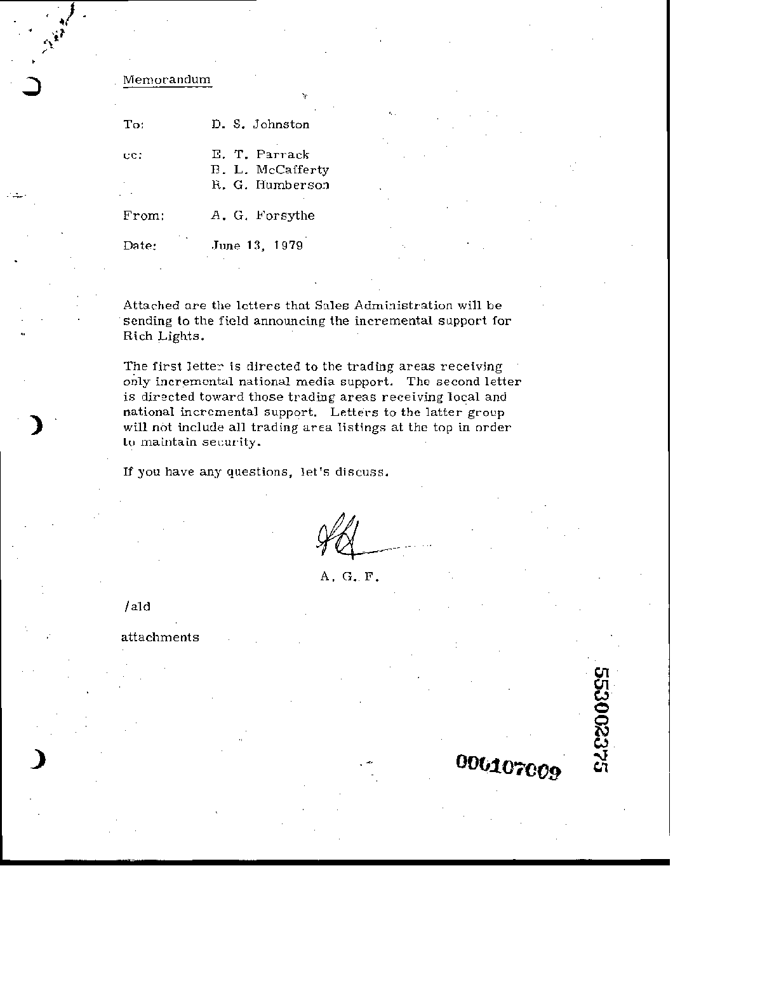 Memorandum
To: D. S. Johnston
cc: E. T. Parrack
B. L. McCafferty
R. G. Humberson
From: A. G. Forsythe
Date: June 13, 1979
Attached are the letters that Sales Administration will be
sending to the field announcing the incremental support for
Rich Lights.
The first letter is directed to the trading areas receiving
only incremental national media support. The second letter
is directed toward those trading areas receiving local and
national incremental support. Letters to the latter group
will not include all trading area listings at the top in order
to maintain security.
If you have any questions, let's discuss.
A. G. F.
/ald
attachments
553002375
000107009